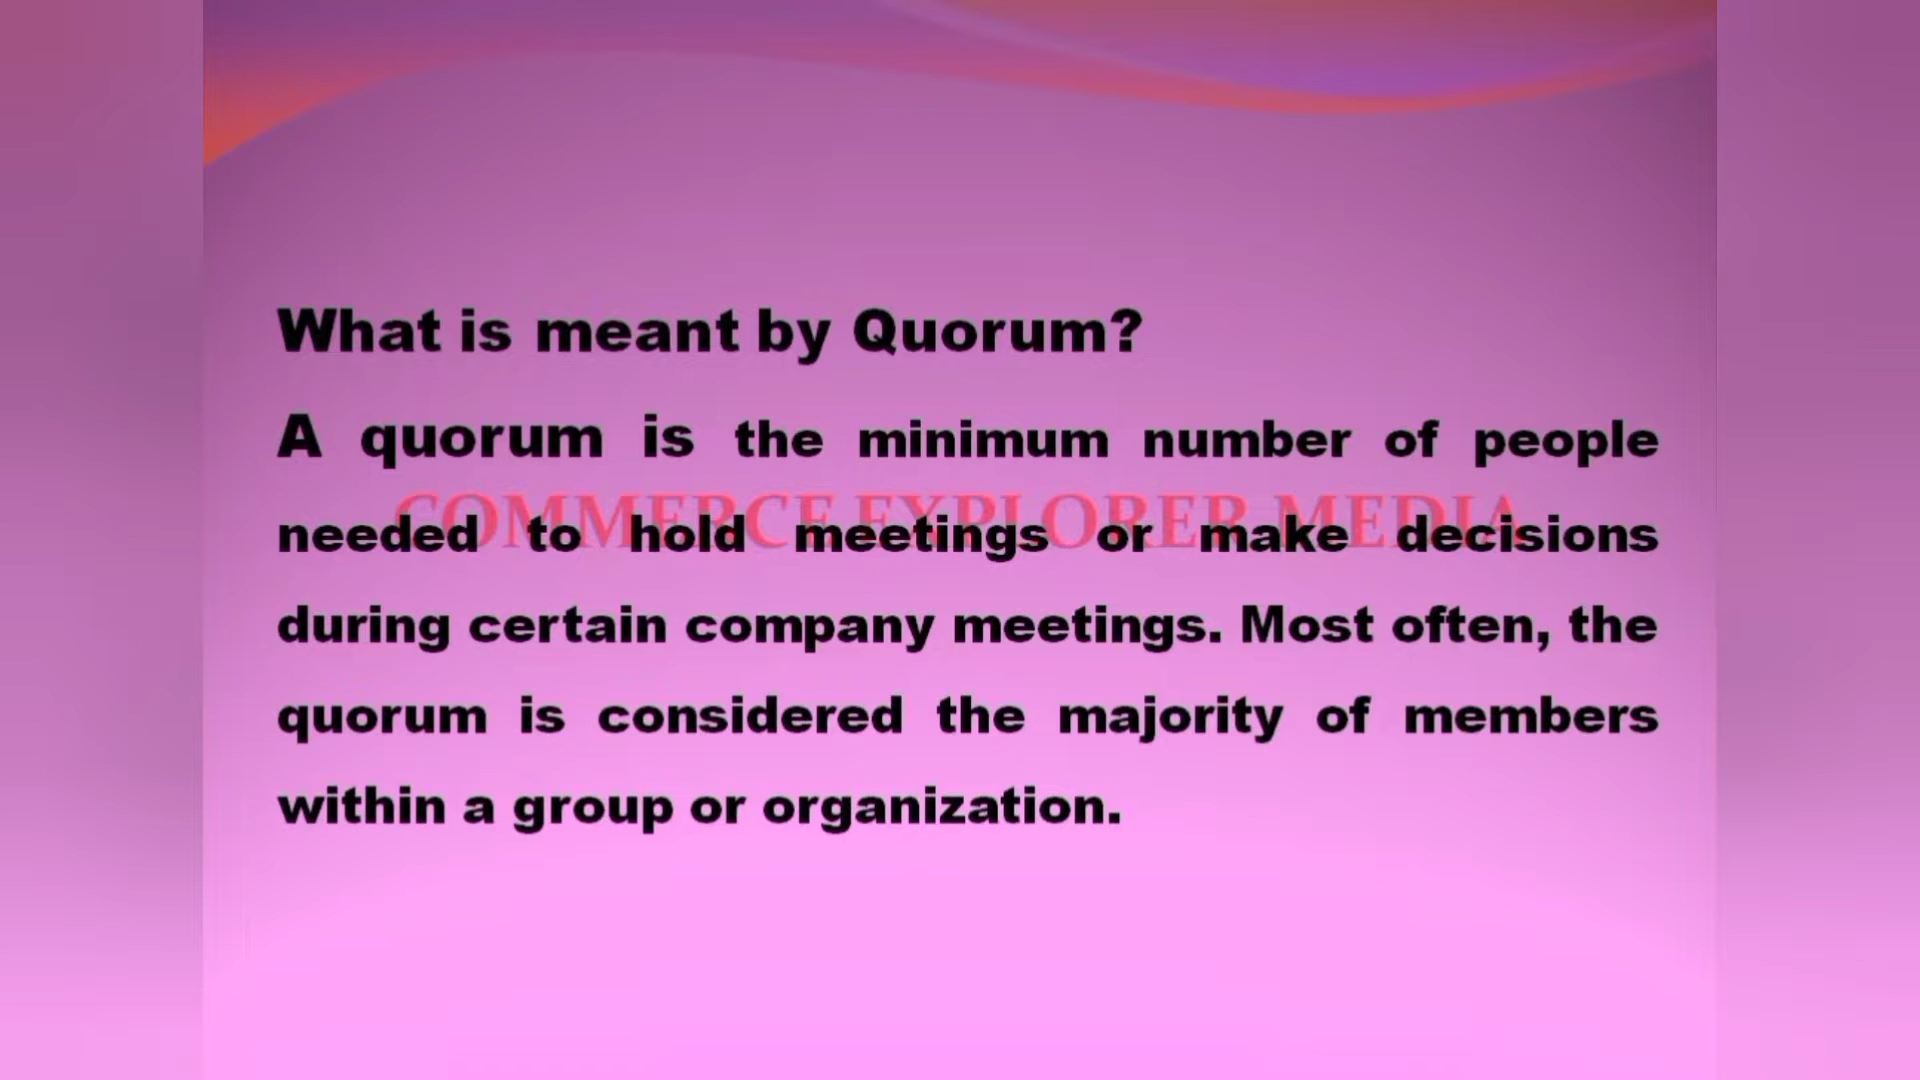 What is meant by Quorum?
A quorum is the minimum number of people
COMMERCE EXPLORER MEDIA
needed to hold meetings or make decisions
during certain company meetings. Most often, the
quorum is considered the majority of members
within a group or organization.